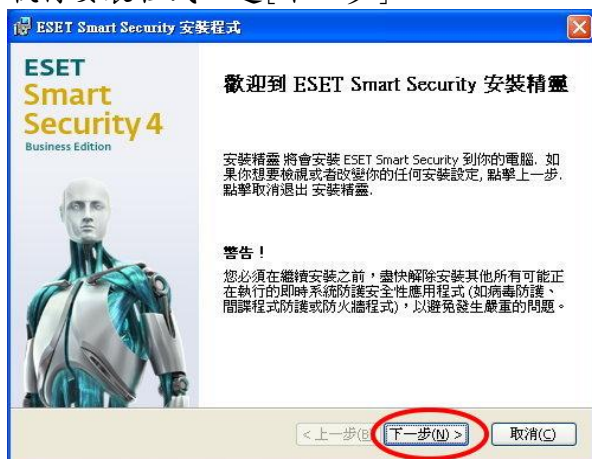 ESET Smart Security 安裝程式
ESET
Smart
Security 4
Business Edition
歡迎到 ESET Smart Security 安裝精靈
安裝精靈 將會安裝 ESET Smart Security 到你的電腦. 如
果你想要檢視或者改變你的任何安裝設定, 點擊上一步.
點擊取消退出 安裝精靈.
警告！
您必須在繼續安裝之前，盡快解除安裝其他所有可能正
在執行的即時系統防護安全性應用程式 (如病毒防護、
間諜程式防護或防火牆程式)，以避免發生嚴重的問題。
<上一步(B 下一步(N) > 取消(C)